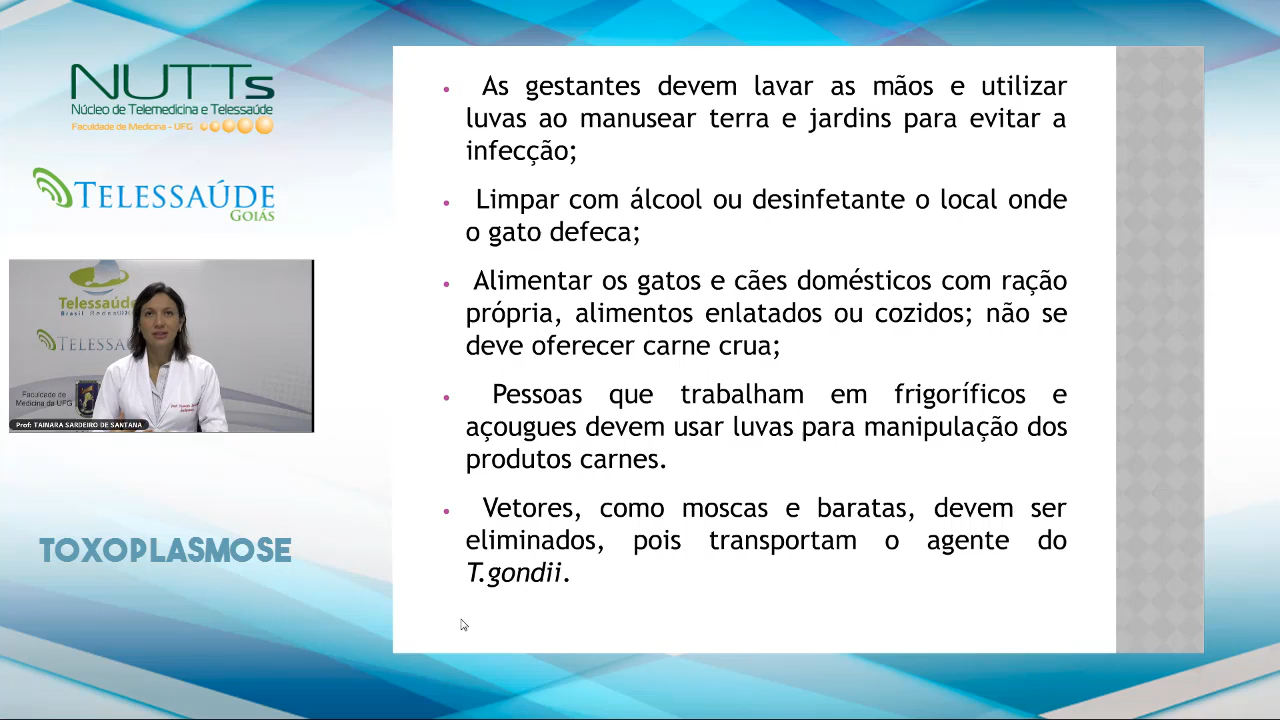 NUTTs
Núcleo de Telemedicina e Telessaúde
Faculdade de Medicina - UFG
TELESSAÚDE
GOIÁS
Telessaúde
Brasil Redes
TELESSA
Faculdade de
Medicina da UFG
Prof: TAINARA SARDEIRO DE SANTANA
TOXOPLASMOSE
• As gestantes devem lavar as mãos e utilizar
luvas ao manusear terra e jardins para evitar a
infecção;
• Limpar com álcool ou desinfetante o local onde
o gato defeca;
• Alimentar os gatos e cães domésticos com ração
própria, alimentos enlatados ou cozidos; não se
deve oferecer carne crua;
• Pessoas que trabalham em frigoríficos e
açougues devem usar luvas para manipulação dos
produtos carnes.
• Vetores, como moscas e baratas, devem ser
eliminados, pois transportam o agente do
T.gondii.